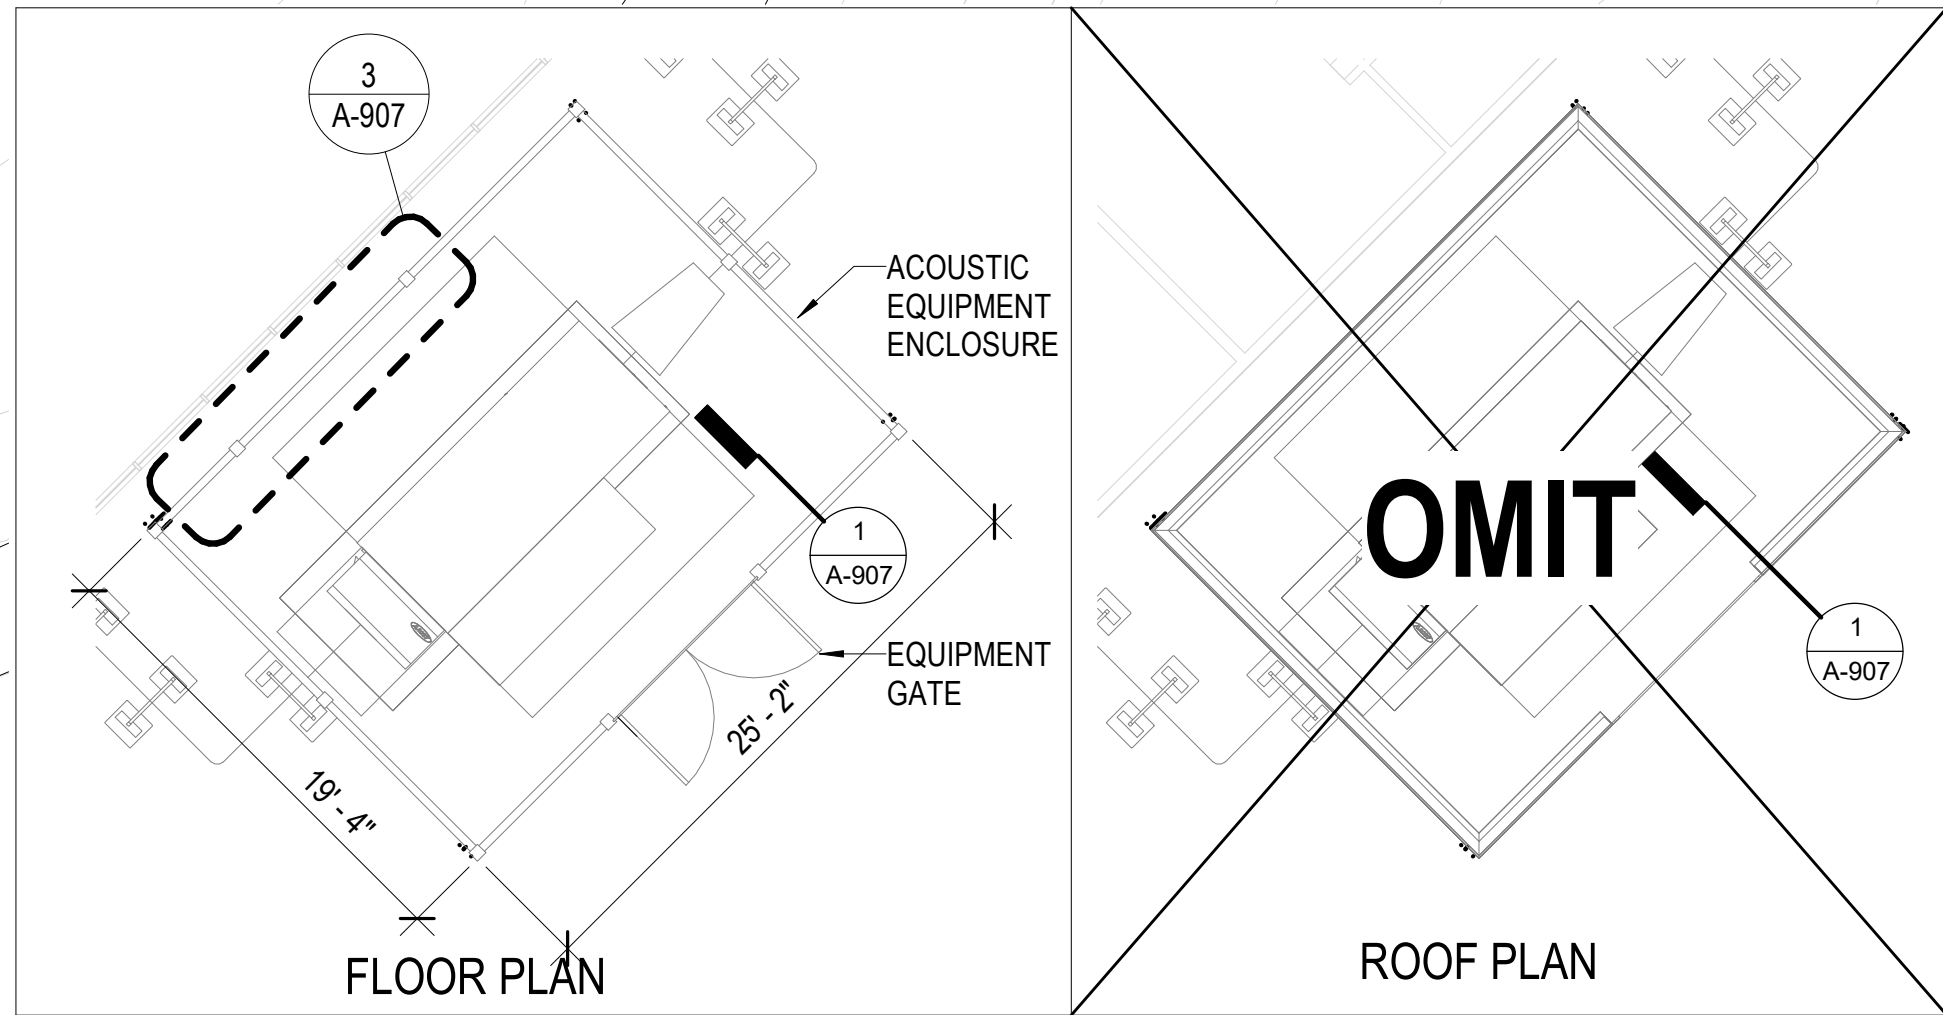 3
A-907
ACOUSTIC
EQUIPMENT
ENCLOSURE
1
A-907
EQUIPMENT
GATE
25' - 2"
19' - 4"
FLOOR PLAN
OMIT
1
A-907
ROOF PLAN